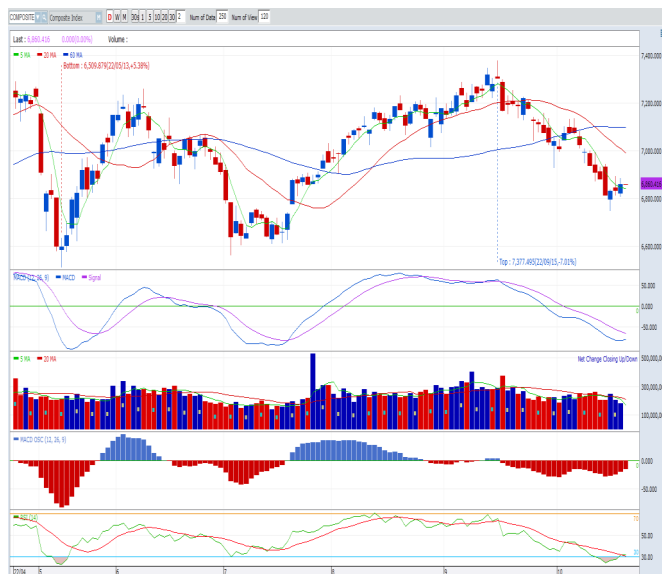 COMPOSITE Composite Index D W M 30s 1 5 10 20 30 2 Num of Data 250 Num of View 120
Last : 6,860.416 0.000(0.00%) Volume :
5 MA 20 MA 60 MA
Bottom : 6,509.879(22/05/13,+5.38%)
7,400.000
7,200.000
7,000.000
6,860.416
6,800.000
6,600.000
Top : 7,377.495(22/09/15,-7.01%)
MACD (12, 26, 9) MACD Signal
50.000
0.000
-50.000
5 MA 20 MA
Net Change Closing Up/Down
500,000,
300,000,
100,000,
MACD OSC (12, 26, 9)
0.000
-50.00
70
50.00
30
30.00
22/04 5 6 7 8 9 10